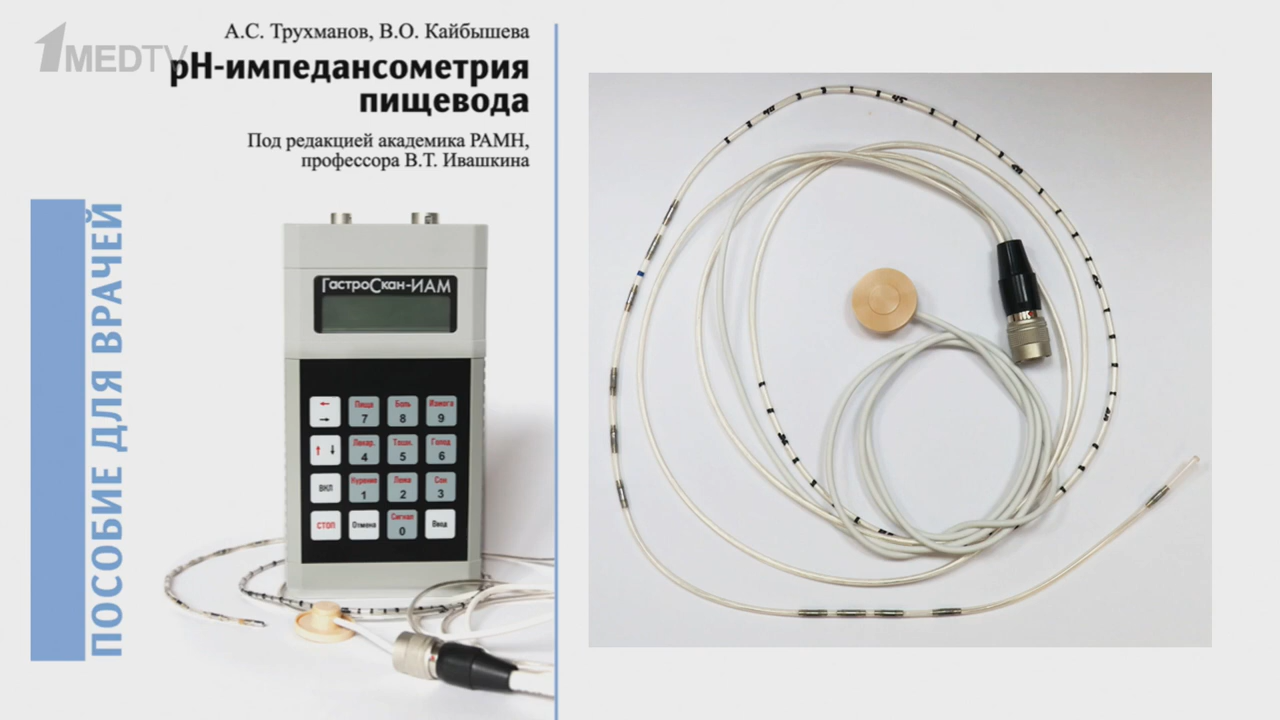 1MEDTV
А.С. Трухманов, В.О. Кайбышева
pH-импедансометрия
пищевода
Под редакцией академика РАМН,
профессора В.Т. Ивашкина
ПОСОБИЕ ДЛЯ ВРАЧЕЙ
ГастроСкан-ИАМ
Пища Боль Изжога
7 8 9
Лекар. Тошн. Голод
4 5 6
ВКЛ
Курение Лежа Сон
1 2 3
СТОП Отмена Сигнал Ввод
0